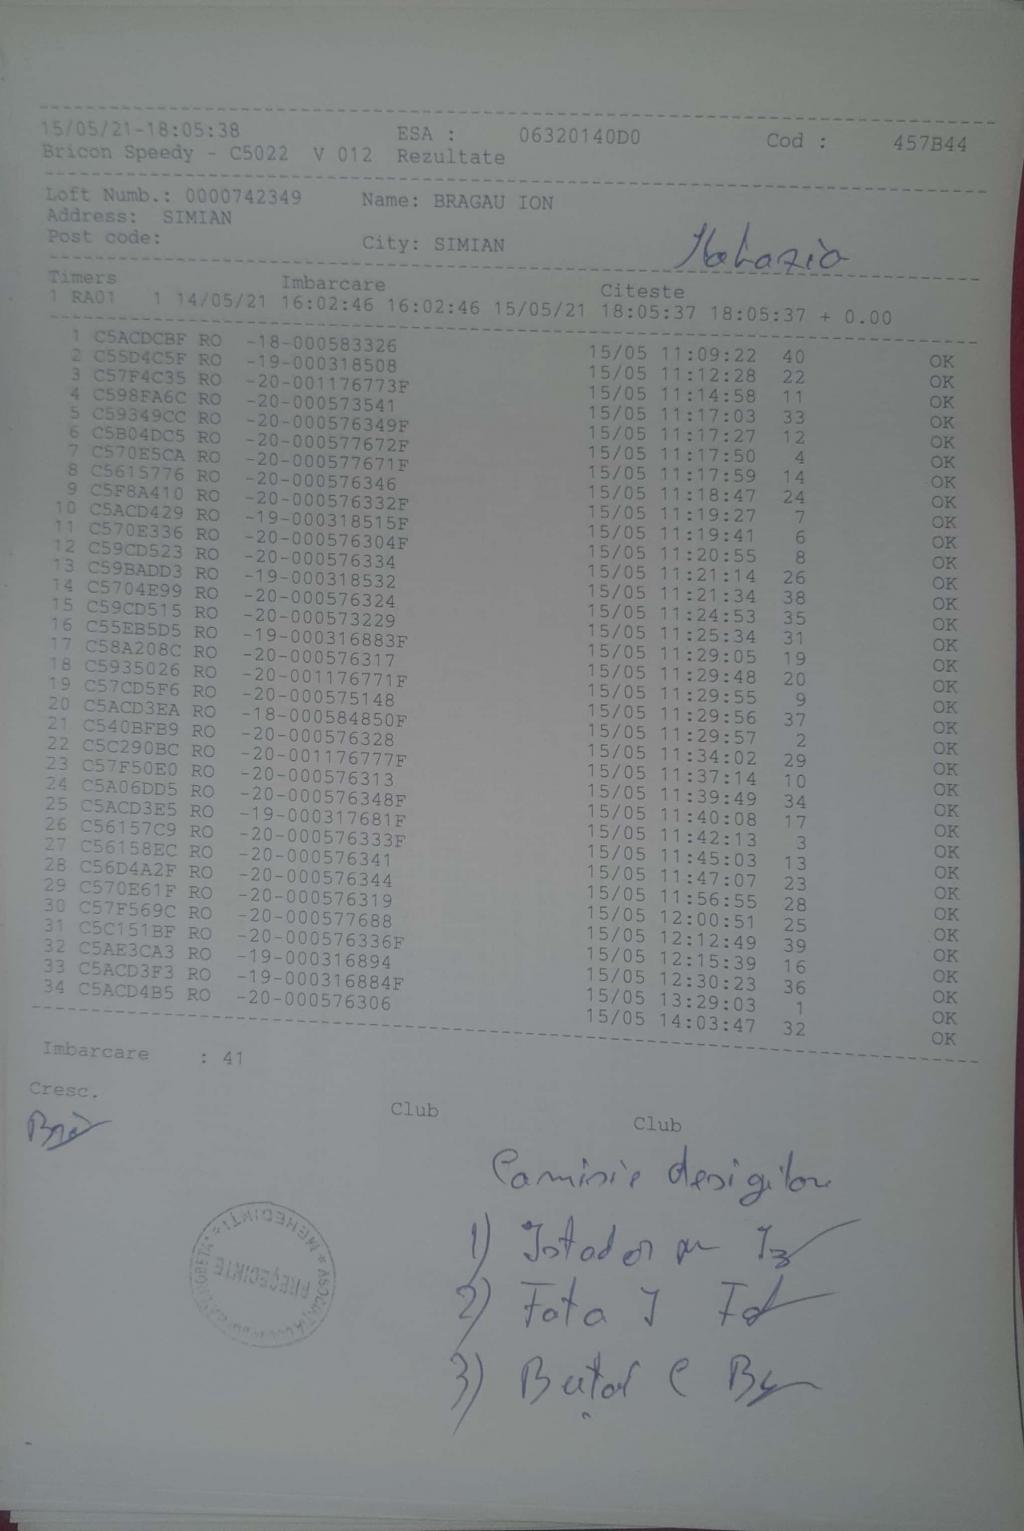 15/05/21-18:05:38 ESA : 06320140D0 Cod : 457B44
Bricon Speedy - C5022 V 012 Rezultate
Loft Numb.: 0000742349 Name: BRAGAU ION
Address: SIMIAN
Post code: City: SIMIAN
Timers Imbarcare Citeste
1 RA01 1 14/05/21 16:02:46 16:02:46 15/05/21 18:05:37 18:05:37 + 0.00
1 C5ACDCBF RO -18-000583326 15/05 11:09:22 40 OK
2 C55D4C5F RO -19-000318508 15/05 11:12:28 22 OK
3 C57F4C35 RO -20-001176773F 15/05 11:14:58 11 OK
4 C598FA6C RO -20-000573541 15/05 11:17:03 33 OK
5 C59349CC RO -20-000576349F 15/05 11:17:27 12 OK
6 C5B04DC5 RO -20-000577672F 15/05 11:17:50 4 OK
7 C570E5CA RO -20-000577671F 15/05 11:17:59 14 OK
8 C5615776 RO -20-000576346 15/05 11:18:47 24 OK
9 C5F8A410 RO -20-000576332F 15/05 11:19:27 7 OK
10 C5ACD429 RO -19-000318515F 15/05 11:19:41 6 OK
11 C570E336 RO -20-000576304F 15/05 11:20:55 8 OK
12 C59CD523 RO -20-000576334 15/05 11:21:14 26 OK
13 C59BADD3 RO -19-000318532 15/05 11:21:34 38 OK
14 C5704E99 RO -20-000576324 15/05 11:24:53 35 OK
15 C59CD515 RO -20-000573229 15/05 11:25:34 31 OK
16 C55EB5D5 RO -19-000316883F 15/05 11:29:05 19 OK
17 C58A208C RO -20-000576317 15/05 11:29:48 20 OK
18 C5935026 RO -20-001176771F 15/05 11:29:55 9 OK
19 C57CD5F6 RO -20-000575148 15/05 11:29:56 37 OK
20 C5ACD3EA RO -18-000584850F 15/05 11:29:57 2 OK
21 C540BFB9 RO -20-000576328 15/05 11:34:02 29 OK
22 C5C290BC RO -20-001176777F 15/05 11:37:14 10 OK
23 C57F50E0 RO -20-000576313 15/05 11:39:49 34 OK
24 C5A06DD5 RO -20-000576348F 15/05 11:40:08 17 OK
25 C5ACD3E5 RO -19-000317681F 15/05 11:42:13 3 OK
26 C56157C9 RO -20-000576333F 15/05 11:45:03 13 OK
27 C56158EC RO -20-000576341 15/05 11:47:07 23 OK
28 C56D4A2F RO -20-000576344 15/05 11:56:55 28 OK
29 C570E61F RO -20-000576319 15/05 12:00:51 25 OK
30 C57F569C RO -20-000577688 15/05 12:12:49 39 OK
31 C5C151BF RO -20-000576336F 15/05 12:15:39 16 OK
32 C5AE3CA3 RO -19-000316894 15/05 12:30:23 36 OK
33 C5ACD3F3 RO -19-000316884F 15/05 13:29:03 1 OK
34 C5ACD4B5 RO -20-000576306 15/05 14:03:47 32 OK
Imbarcare : 41
Cresc. Club Club
1)
2) Fota I
3)
MEHEDINTI